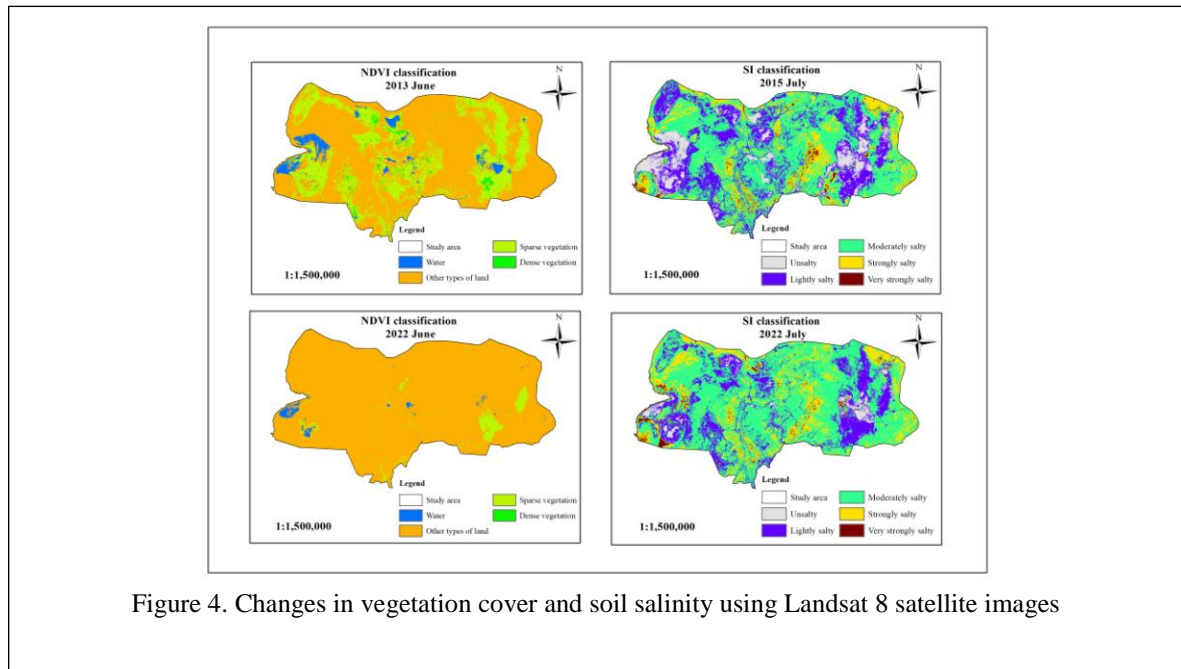 NDVI classification
2013 June
N
Legend
Study area
Sparse vegetation
Water
Dense vegetation
Other types of land
1:1,500,000
SI classification
2015 July
N
Legend
Study area
Moderately salty
Unsalty
Strongly salty
Lightly salty
Very strongly salty
1:1,500,000
NDVI classification
2022 June
N
Legend
Study area
Sparse vegetation
Water
Dense vegetation
Other types of land
1:1,500,000
SI classification
2022 July
N
Legend
Study area
Moderately salty
Unsalty
Strongly salty
Lightly salty
Very strongly salty
1:1,500,000
Figure 4. Changes in vegetation cover and soil salinity using Landsat 8 satellite images